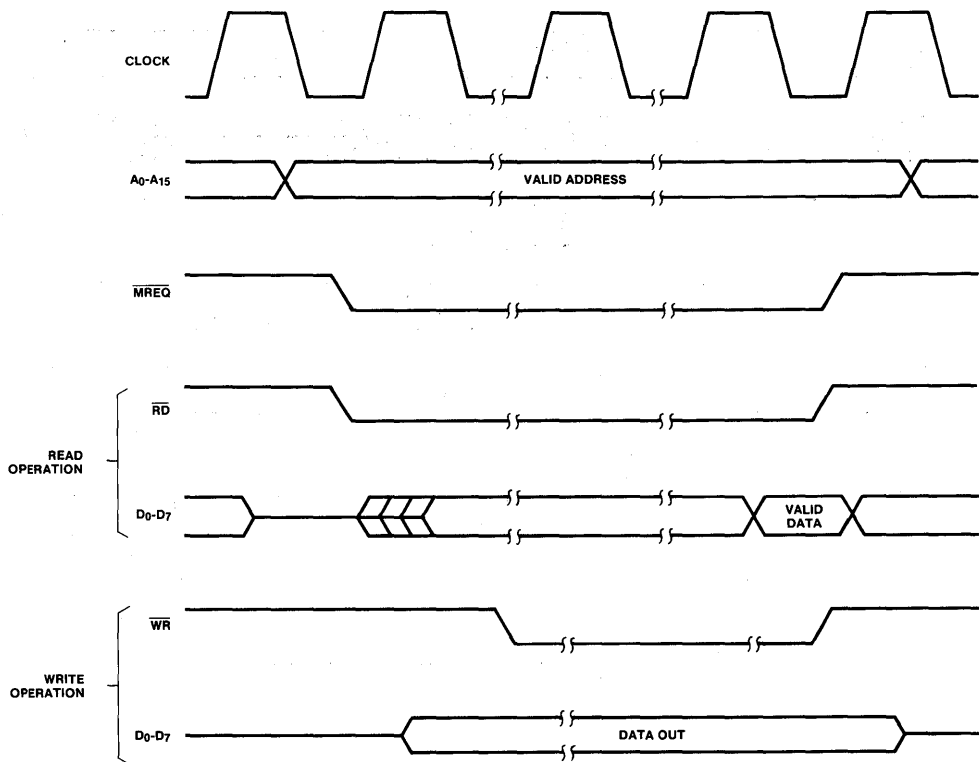 CLOCK
A0-A15
VALID ADDRESS
MREQ
RD
READ
OPERATION
D0-D7
VALID
DATA
WR
WRITE
OPERATION
D0-D7
DATA OUT